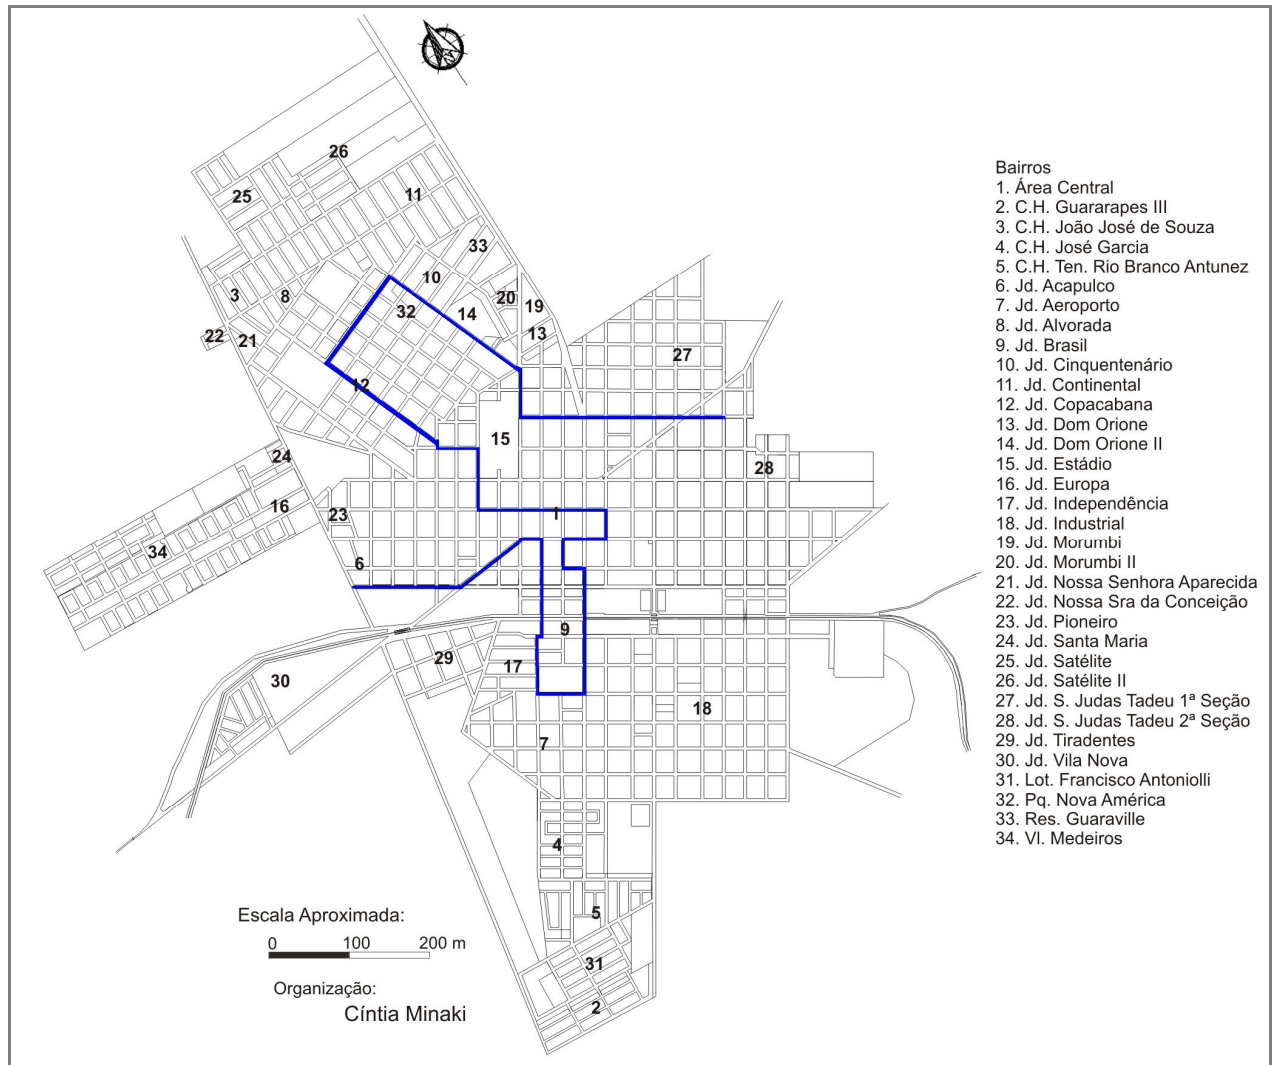 26
25
11
33
10
3
8
32
20
19
14
13
22
21
27
12
15
24
28
16
23
1
34
6
9
29
17
30
18
7
4
5
31
2
Bairros
1. Área Central
2. C.H. Guararapes III
3. C.H. João José de Souza
4. C.H. José Garcia
5. C.H. Ten. Rio Branco Antunez
6. Jd. Acapulco
7. Jd. Aeroporto
8. Jd. Alvorada
9. Jd. Brasil
10. Jd. Cinquentenário
11. Jd. Continental
12. Jd. Copacabana
13. Jd. Dom Orione
14. Jd. Dom Orione II
15. Jd. Estádio
16. Jd. Europa
17. Jd. Independência
18. Jd. Industrial
19. Jd. Morumbi
20. Jd. Morumbi II
21. Jd. Nossa Senhora Aparecida
22. Jd. Nossa Sra da Conceição
23. Jd. Pioneiro
24. Jd. Santa Maria
25. Jd. Satélite
26. Jd. Satélite II
27. Jd. S. Judas Tadeu 1ª Seção
28. Jd. S. Judas Tadeu 2ª Seção
29. Jd. Tiradentes
30. Jd. Vila Nova
31. Lot. Francisco Antoniolli
32. Pq. Nova América
33. Res. Guaraville
34. Vl. Medeiros
Escala Aproximada:
0 100 200 m
Organização:
Cíntia Minaki